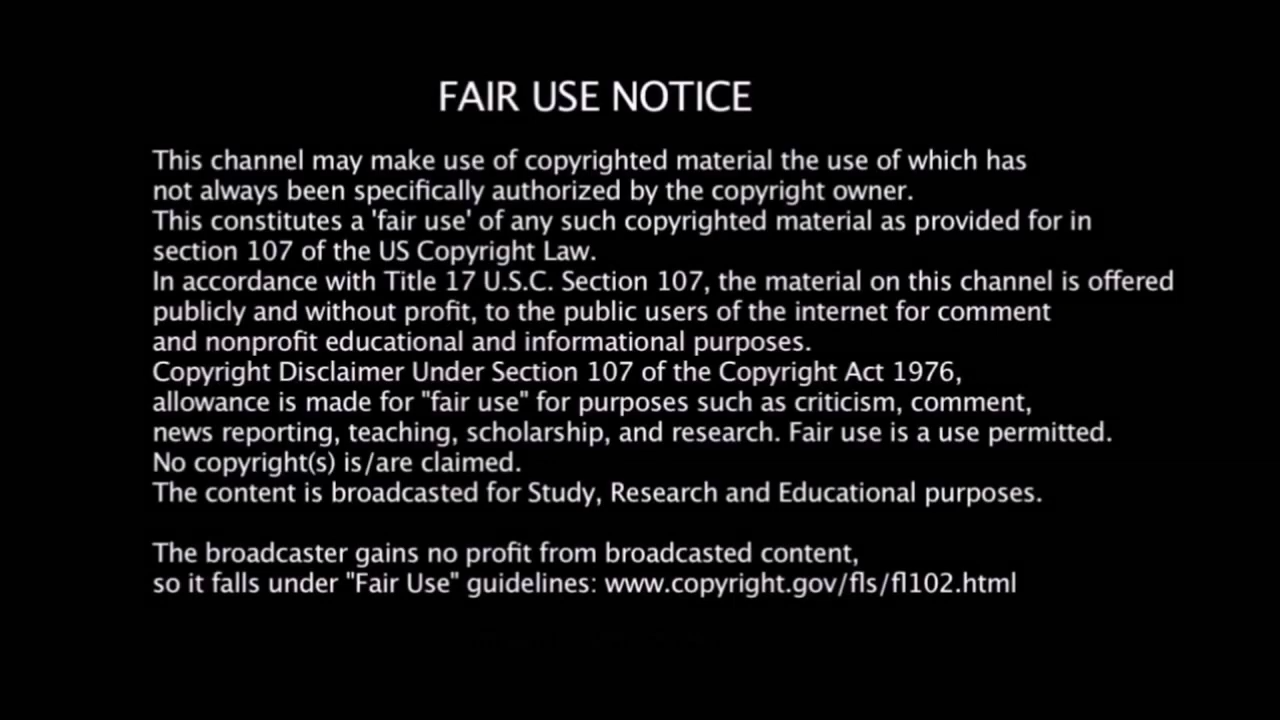 FAIR USE NOTICE
This channel may make use of copyrighted material the use of which has
not always been specifically authorized by the copyright owner.
This constitutes a 'fair use' of any such copyrighted material as provided for in
section 107 of the US Copyright Law.
In accordance with Title 17 U.S.C. Section 107, the material on this channel is offered
publicly and without profit, to the public users of the internet for comment
and nonprofit educational and informational purposes.
Copyright Disclaimer Under Section 107 of the Copyright Act 1976,
allowance is made for "fair use" for purposes such as criticism, comment,
news reporting, teaching, scholarship, and research. Fair use is a use permitted.
No copyright(s) is/are claimed.
The content is broadcasted for Study, Research and Educational purposes.
The broadcaster gains no profit from broadcasted content,
so it falls under "Fair Use" guidelines: www.copyright.gov/fls/fl102.html